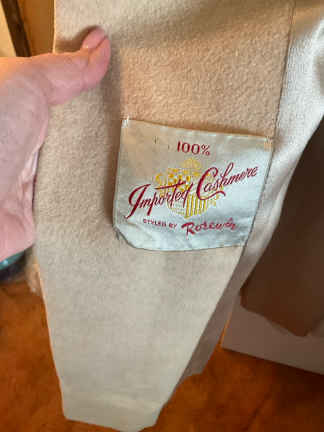 100%
Imported Cashmere
STYLED BY